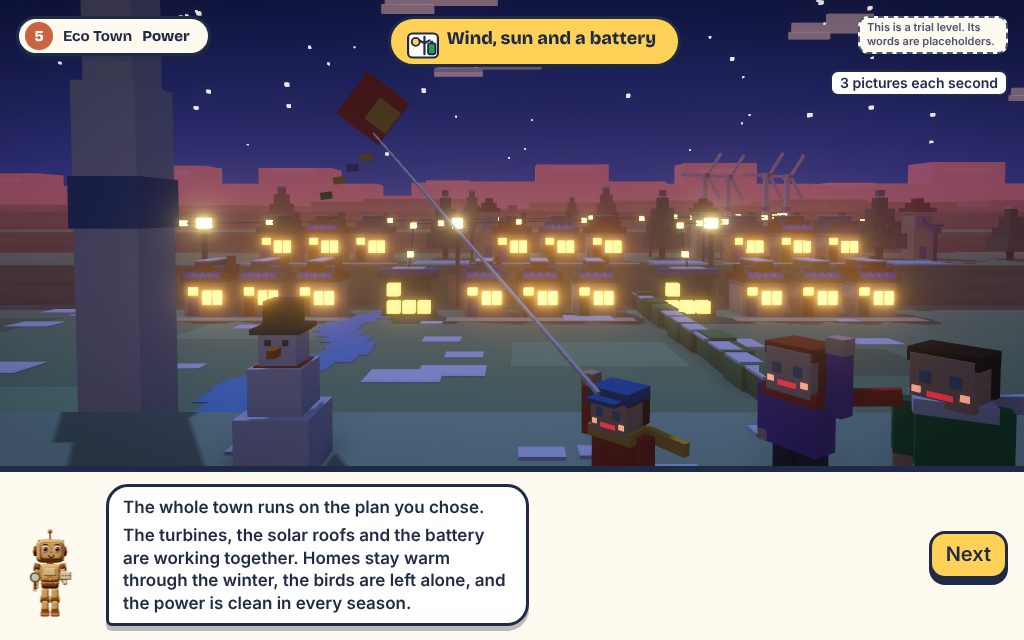 5 Eco Town Power
Wind, sun and a battery
This is a trial level. Its
words are placeholders.
3 pictures each second
The whole town runs on the plan you chose.
The turbines, the solar roofs and the battery
are working together. Homes stay warm
through the winter, the birds are left alone, and
the power is clean in every season.
Next